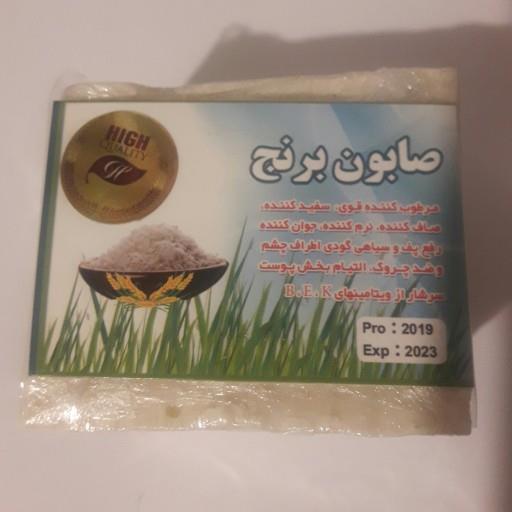 HIGH
QUALITY
صابون برنج
مرطوب کننده قوی، سفید کننده،
صاف کننده، نرم کننده، جوان کننده
رفع پف و سیاهی گودی اطراف چشم
و ضد چروک، التیام بخش پوست
سرشار از ویتامینهای B.E.K
Pro : 2019
Exp : 2023